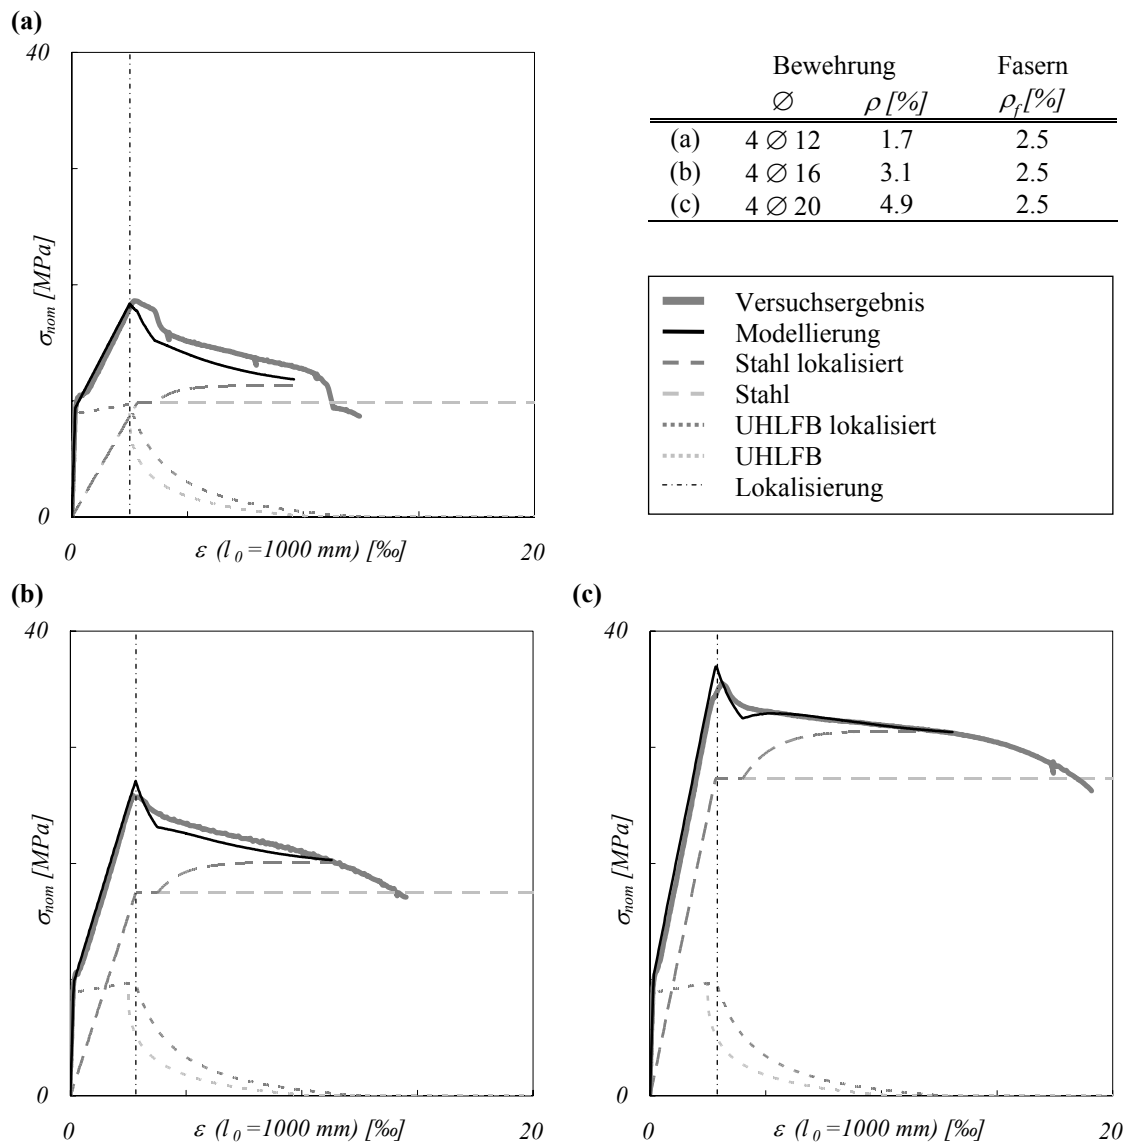 (a)
40
σnom [MPa]
0
0
ε (l0=1000 mm) [‰]
20
Bewehrung Fasern
∅ ρ [%] ρf [%]
(a) 4 ∅ 12 1.7 2.5
(b) 4 ∅ 16 3.1 2.5
(c) 4 ∅ 20 4.9 2.5
Versuchsergebnis
Modellierung
Stahl lokalisiert
Stahl
UHLFB lokalisiert
UHLFB
Lokalisierung
(b)
40
σnom [MPa]
0
0
ε (l0=1000 mm) [‰]
20
(c)
40
σnom [MPa]
0
0
ε (l0=1000 mm) [‰]
20